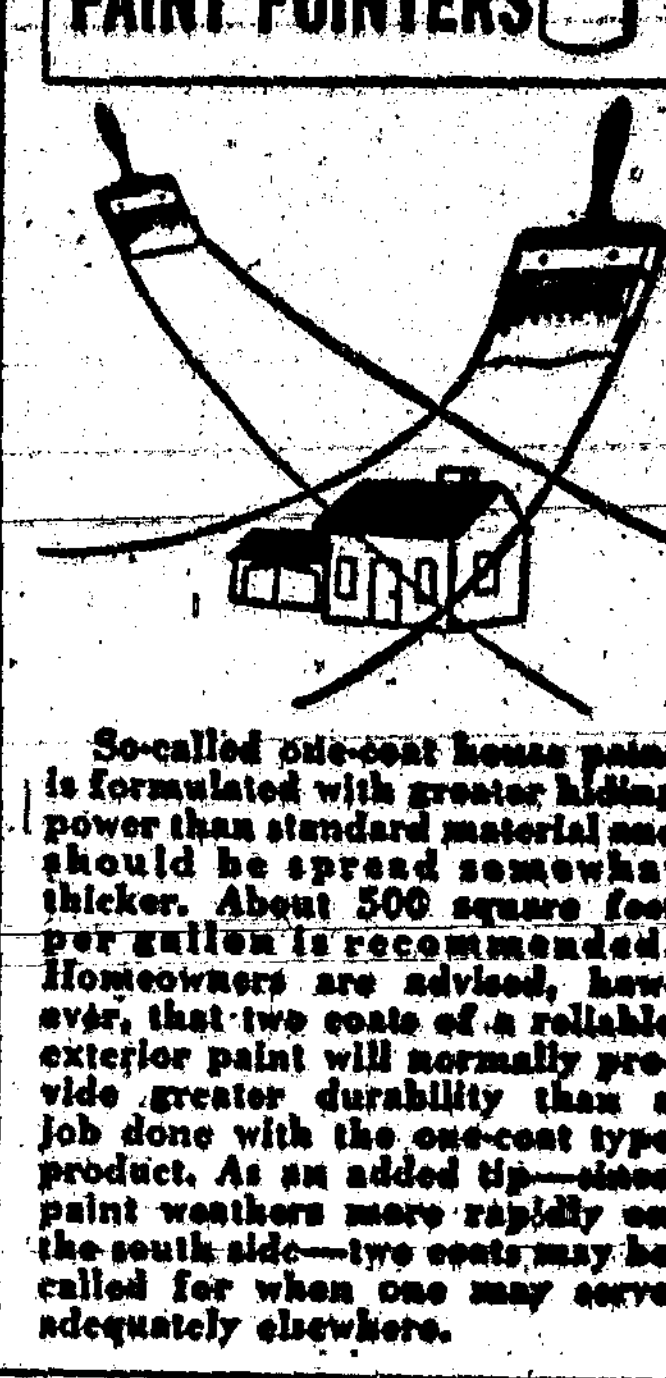 PAINT POINTERS
So-called one-coat house paint
is formulated with greater hiding
power than standard material and
should be spread somewhat
thicker. About 500 square feet
per gallon is recommended.
Homeowners are advised, how-
ever, that two coats of a reliable
exterior paint will normally pro-
vide greater durability than a
job done with the one-coat type
product. As an added tip—since
paint weathers more rapidly on
the south side—two coats may be
called for when one may serve
adequately elsewhere.